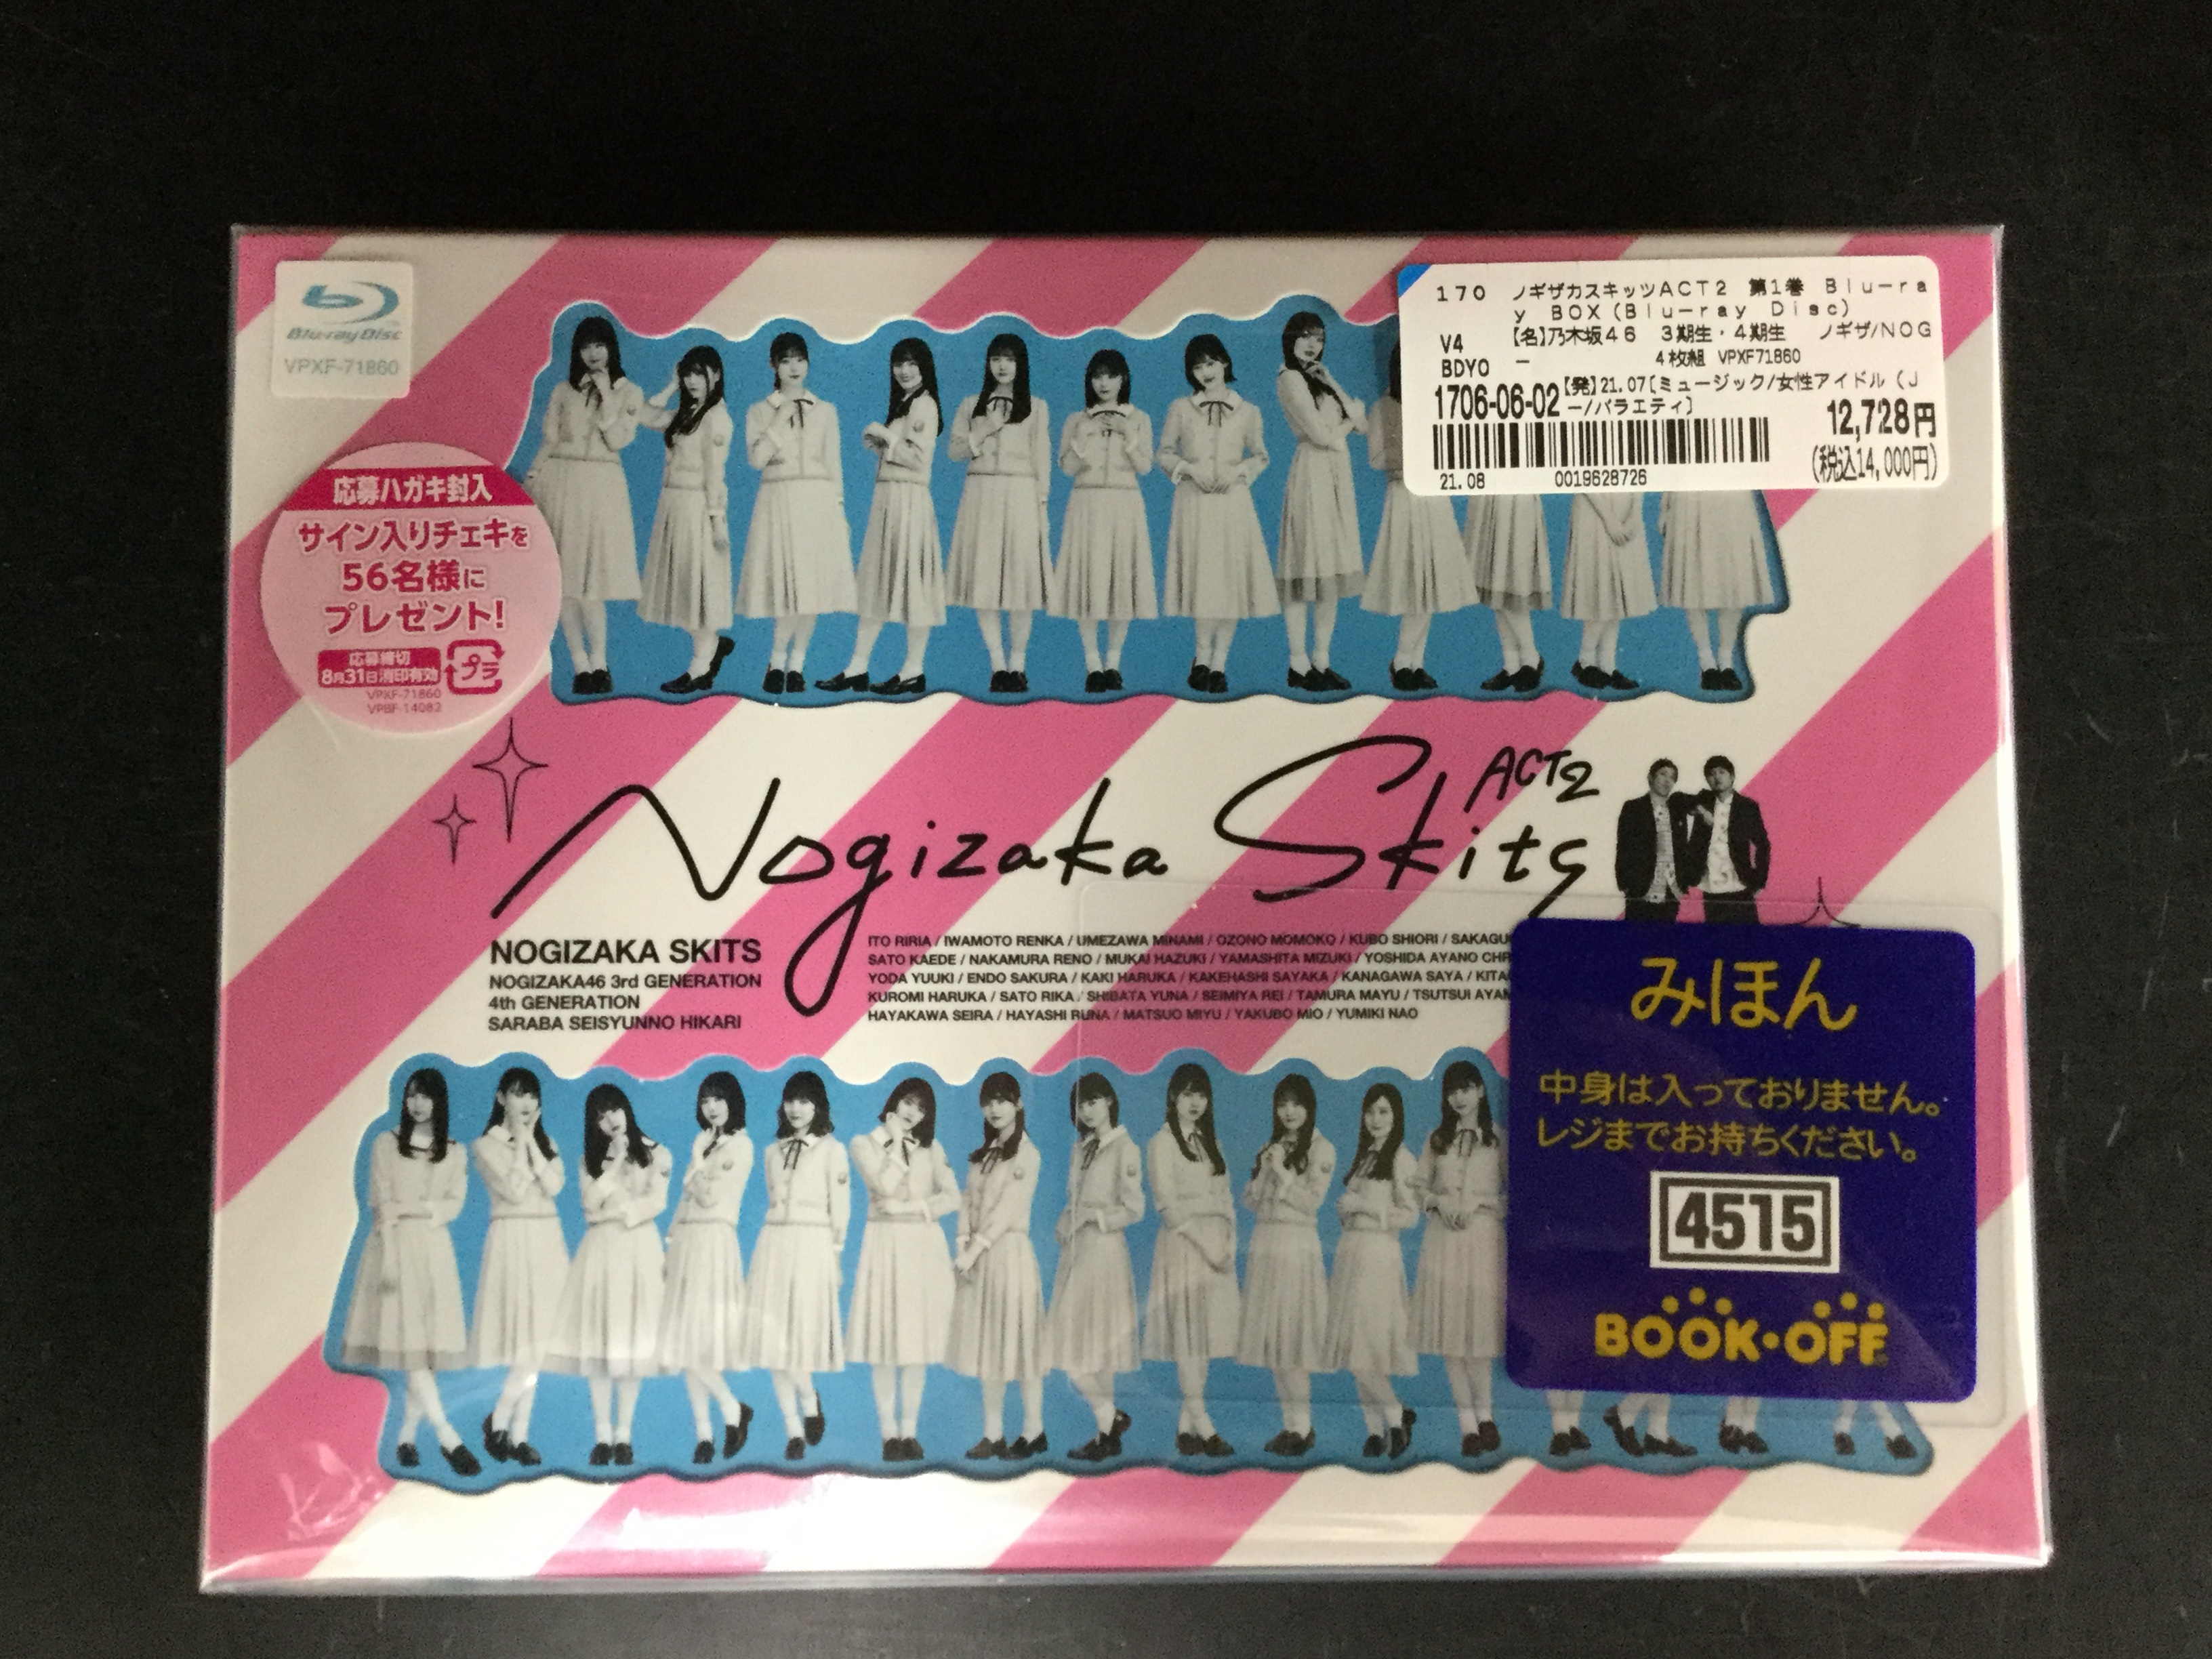 Blu-ray Disc
VPXF-71860
170 ノギザカスキッツACT2 第1巻 Blu-ra
y BOX(Blu-ray Disc)
V4 【名】乃木坂46 3期生・4期生 ノギザ/NOG
BDYO - 4枚組 VPXF71860
1706-06-02 【発】21.07[ミュージック/女性アイドル(J
-/バラエティ]
12,728円
(税込14,000円)
21.08 0019628726
応募ハガキ封入
サイン入りチェキを
56名様に
プレゼント!
応募締切
8月31日消印有効
プラ
VPXF-71860
VPBF-14082
Nogizaka Skits ACT2
NOGIZAKA SKITS
NOGIZAKA46 3rd GENERATION
4th GENERATION
SARABA SEISYUNNO HIKARI
ITO RIRIA / IWAMOTO RENKA / UMEZAWA MINAMI / OZONO MOMOKO / KUBO SHIORI / SAKAGU
SATO KAEDE / NAKAMURA RENO / MUKAI HAZUKI / YAMASHITA MIZUKI / YOSHIDA AYANO CHR
YODA YUUKI / ENDO SAKURA / KAKI HARUKA / KAKEHASHI SAYAKA / KANAGAWA SAYA / KITA
KUROMI HARUKA / SATO RIKA / SHIBATA YUNA / SEIMIYA REI / TAMURA MAYU / TSUTSUI AYAM
HAYAKAWA SEIRA / HAYASHI RUNA / MATSUO MIYU / YAKUBO MIO / YUMIKI NAO
みほん
中身は入っておりません。
レジまでお持ちください。
4515
BOOK・OFF